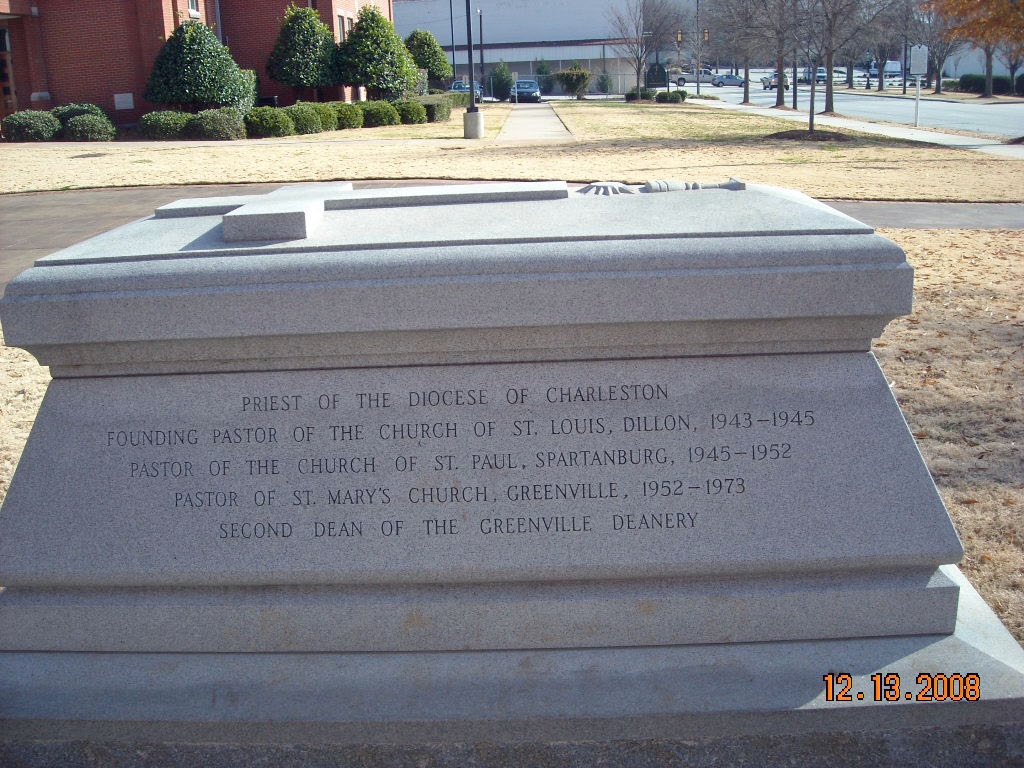 PRIEST OF THE DIOCESE OF CHARLESTON
FOUNDING PASTOR OF THE CHURCH OF ST. LOUIS, DILLON, 1943–1945
PASTOR OF THE CHURCH OF ST. PAUL, SPARTANBURG, 1945–1952
PASTOR OF ST. MARY'S CHURCH, GREENVILLE, 1952–1973
SECOND DEAN OF THE GREENVILLE DEANERY
12.13.2008